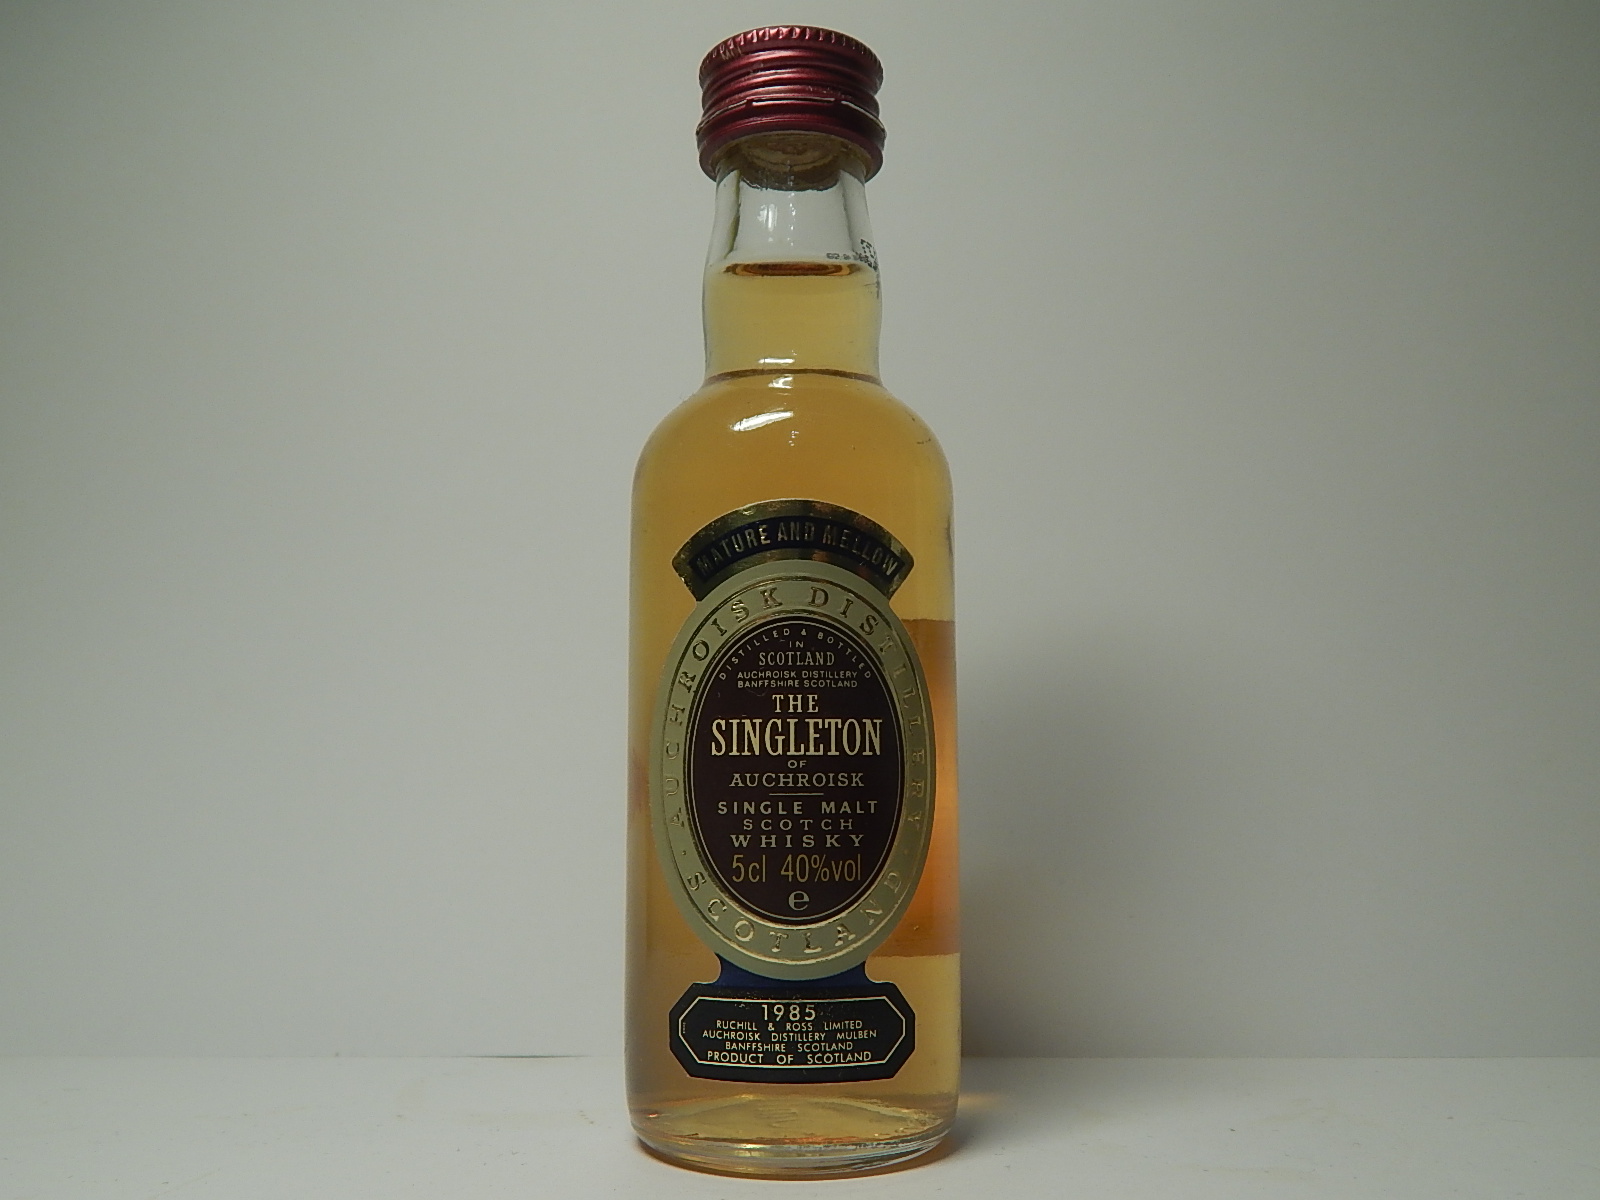 MATURE AND MELLOW
AUCHROISK DISTILLERY · SCOTLAND ·
DISTILLED & BOTTLED
IN
SCOTLAND
AUCHROISK DISTILLERY
BANFFSHIRE SCOTLAND
THE
SINGLETON
OF
AUCHROISK
SINGLE MALT
SCOTCH
WHISKY
5cl 40%vol
e
1985
RUCHILL & ROSS LIMITED
AUCHROISK DISTILLERY MULBEN
BANFFSHIRE SCOTLAND
PRODUCT OF SCOTLAND